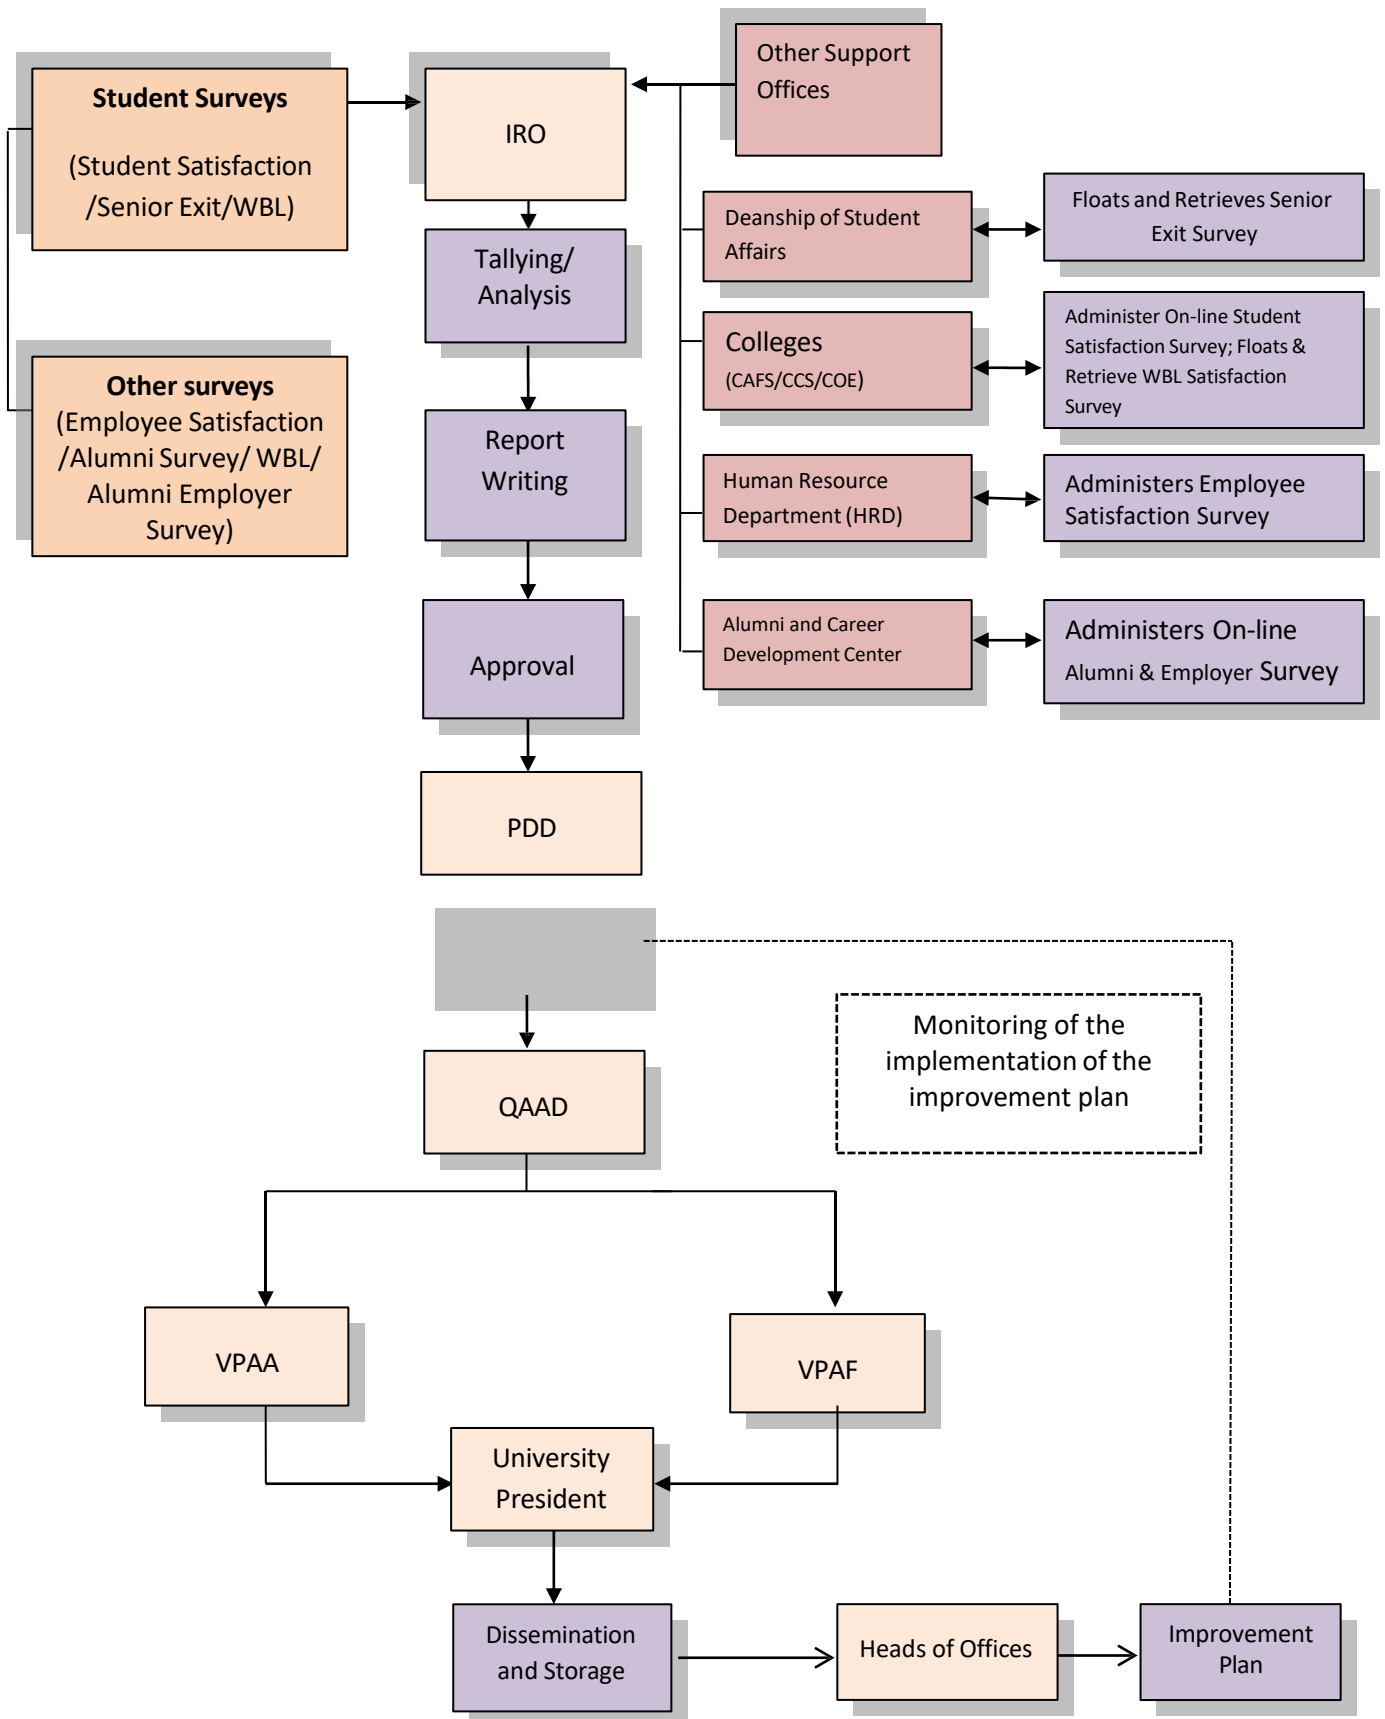 Student Surveys
(Student Satisfaction
/Senior Exit/WBL)
Other surveys
(Employee Satisfaction
/Alumni Survey/ WBL/
Alumni Employer
Survey)
IRO
Tallying/
Analysis
Report
Writing
Approval
PDD
Other Support
Offices
Deanship of Student
Affairs
Floats and Retrieves Senior
Exit Survey
Colleges
(CAFS/CCS/COE)
Administer On-line Student
Satisfaction Survey; Floats &
Retrieve WBL Satisfaction
Survey
Human Resource
Department (HRD)
Administers Employee
Satisfaction Survey
Alumni and Career
Development Center
Administers On-line
Alumni & Employer Survey
Monitoring of the
implementation of the
improvement plan
QAAD
VPAA
VPAF
University
President
Dissemination
and Storage
Heads of Offices
Improvement
Plan